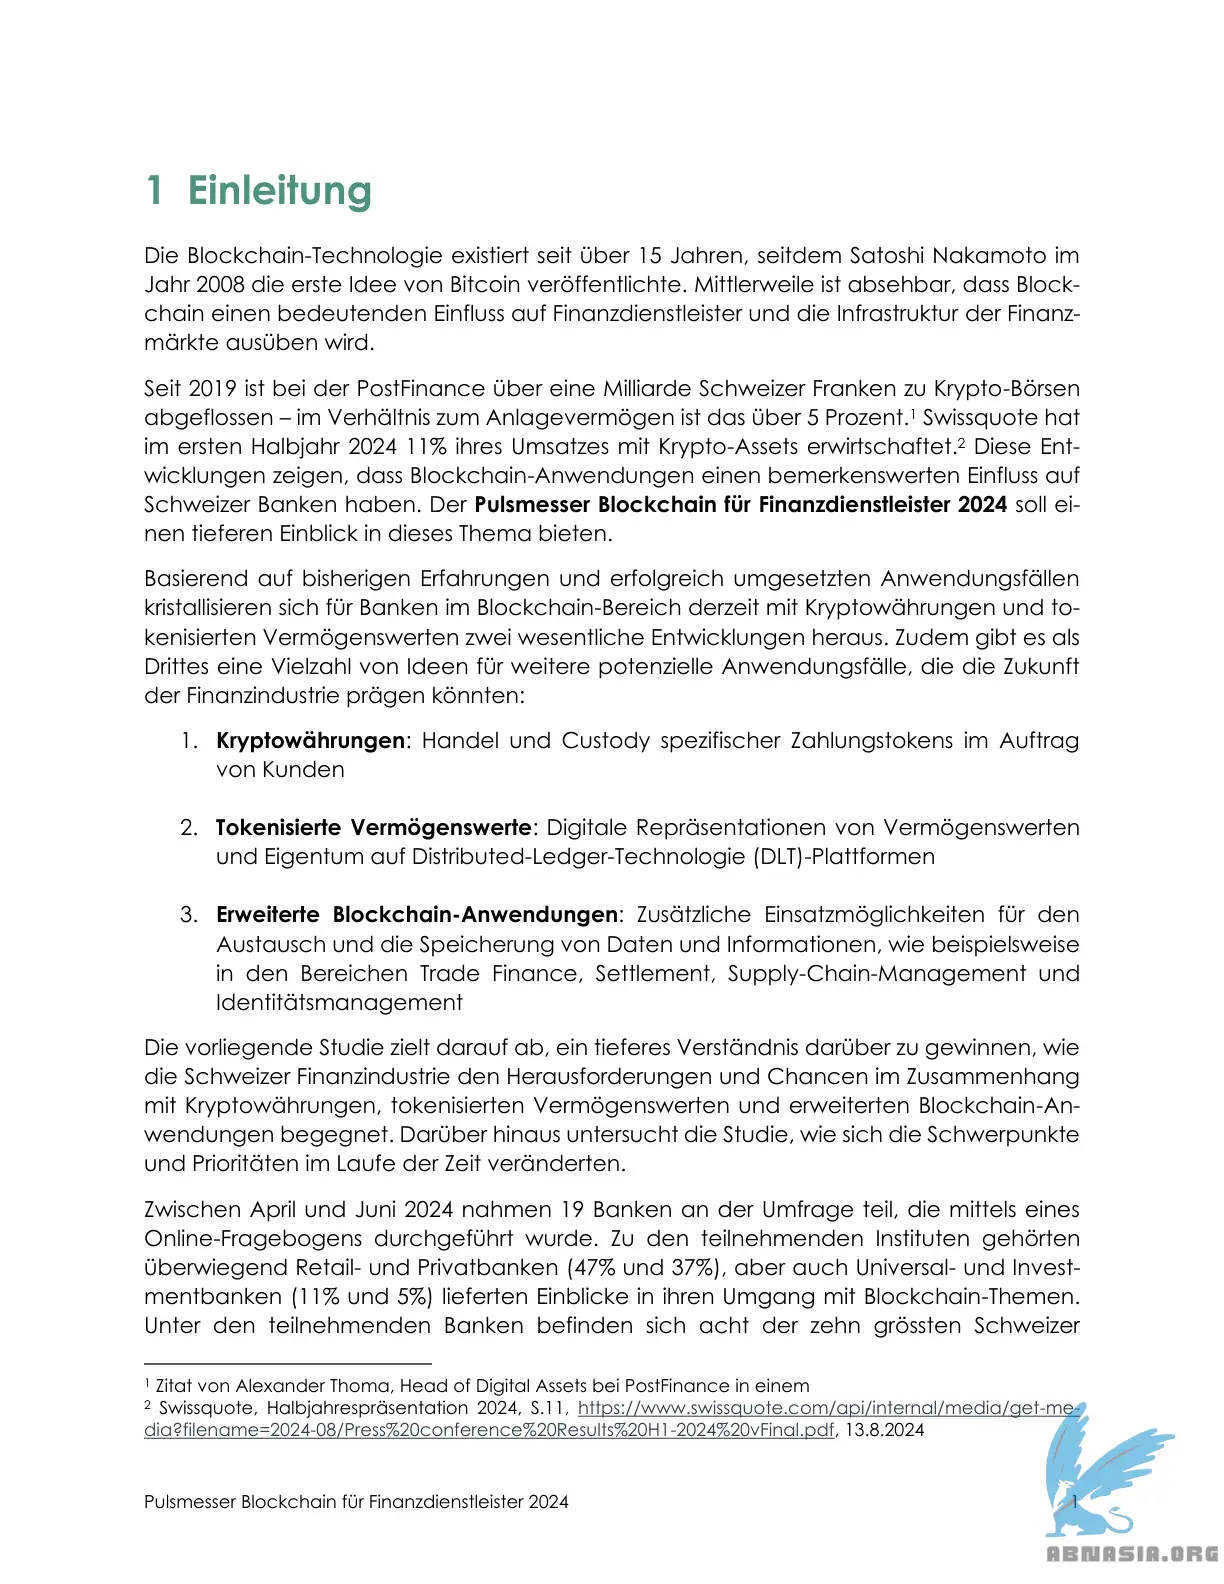 1 Einleitung
Die Blockchain-Technologie existiert seit über 15 Jahren, seitdem Satoshi Nakamoto im
Jahr 2008 die erste Idee von Bitcoin veröffentlichte. Mittlerweile ist absehbar, dass Block-
chain einen bedeutenden Einfluss auf Finanzdienstleister und die Infrastruktur der Finanz-
märkte ausüben wird.
Seit 2019 ist bei der PostFinance über eine Milliarde Schweizer Franken zu Krypto-Börsen
abgeflossen – im Verhältnis zum Anlagevermögen ist das über 5 Prozent.¹ Swissquote hat
im ersten Halbjahr 2024 11% ihres Umsatzes mit Krypto-Assets erwirtschaftet.² Diese Ent-
wicklungen zeigen, dass Blockchain-Anwendungen einen bemerkenswerten Einfluss auf
Schweizer Banken haben. Der Pulsmesser Blockchain für Finanzdienstleister 2024 soll ei-
nen tieferen Einblick in dieses Thema bieten.
Basierend auf bisherigen Erfahrungen und erfolgreich umgesetzten Anwendungsfällen
kristallisieren sich für Banken im Blockchain-Bereich derzeit mit Kryptowährungen und to-
kenisierten Vermögenswerten zwei wesentliche Entwicklungen heraus. Zudem gibt es als
Drittes eine Vielzahl von Ideen für weitere potenzielle Anwendungsfälle, die die Zukunft
der Finanzindustrie prägen könnten:
1. Kryptowährungen: Handel und Custody spezifischer Zahlungstokens im Auftrag
von Kunden
2. Tokenisierte Vermögenswerte: Digitale Repräsentationen von Vermögenswerten
und Eigentum auf Distributed-Ledger-Technologie (DLT)-Plattformen
3. Erweiterte Blockchain-Anwendungen: Zusätzliche Einsatzmöglichkeiten für den
Austausch und die Speicherung von Daten und Informationen, wie beispielsweise
in den Bereichen Trade Finance, Settlement, Supply-Chain-Management und
Identitätsmanagement
Die vorliegende Studie zielt darauf ab, ein tieferes Verständnis darüber zu gewinnen, wie
die Schweizer Finanzindustrie den Herausforderungen und Chancen im Zusammenhang
mit Kryptowährungen, tokenisierten Vermögenswerten und erweiterten Blockchain-An-
wendungen begegnet. Darüber hinaus untersucht die Studie, wie sich die Schwerpunkte
und Prioritäten im Laufe der Zeit veränderten.
Zwischen April und Juni 2024 nahmen 19 Banken an der Umfrage teil, die mittels eines
Online-Fragebogens durchgeführt wurde. Zu den teilnehmenden Instituten gehörten
überwiegend Retail- und Privatbanken (47% und 37%), aber auch Universal- und Invest-
mentbanken (11% und 5%) lieferten Einblicke in ihren Umgang mit Blockchain-Themen.
Unter den teilnehmenden Banken befinden sich acht der zehn grössten Schweizer
¹ Zitat von Alexander Thoma, Head of Digital Assets bei PostFinance in einem
² Swissquote, Halbjahrespräsentation 2024, S.11, https://www.swissquote.com/api/internal/media/get-me-
dia?filename=2024-08/Press%20conference%20Results%20H1-2024%20vFinal.pdf, 13.8.2024
Pulsmesser Blockchain für Finanzdienstleister 2024 1
ABNASIA.ORG